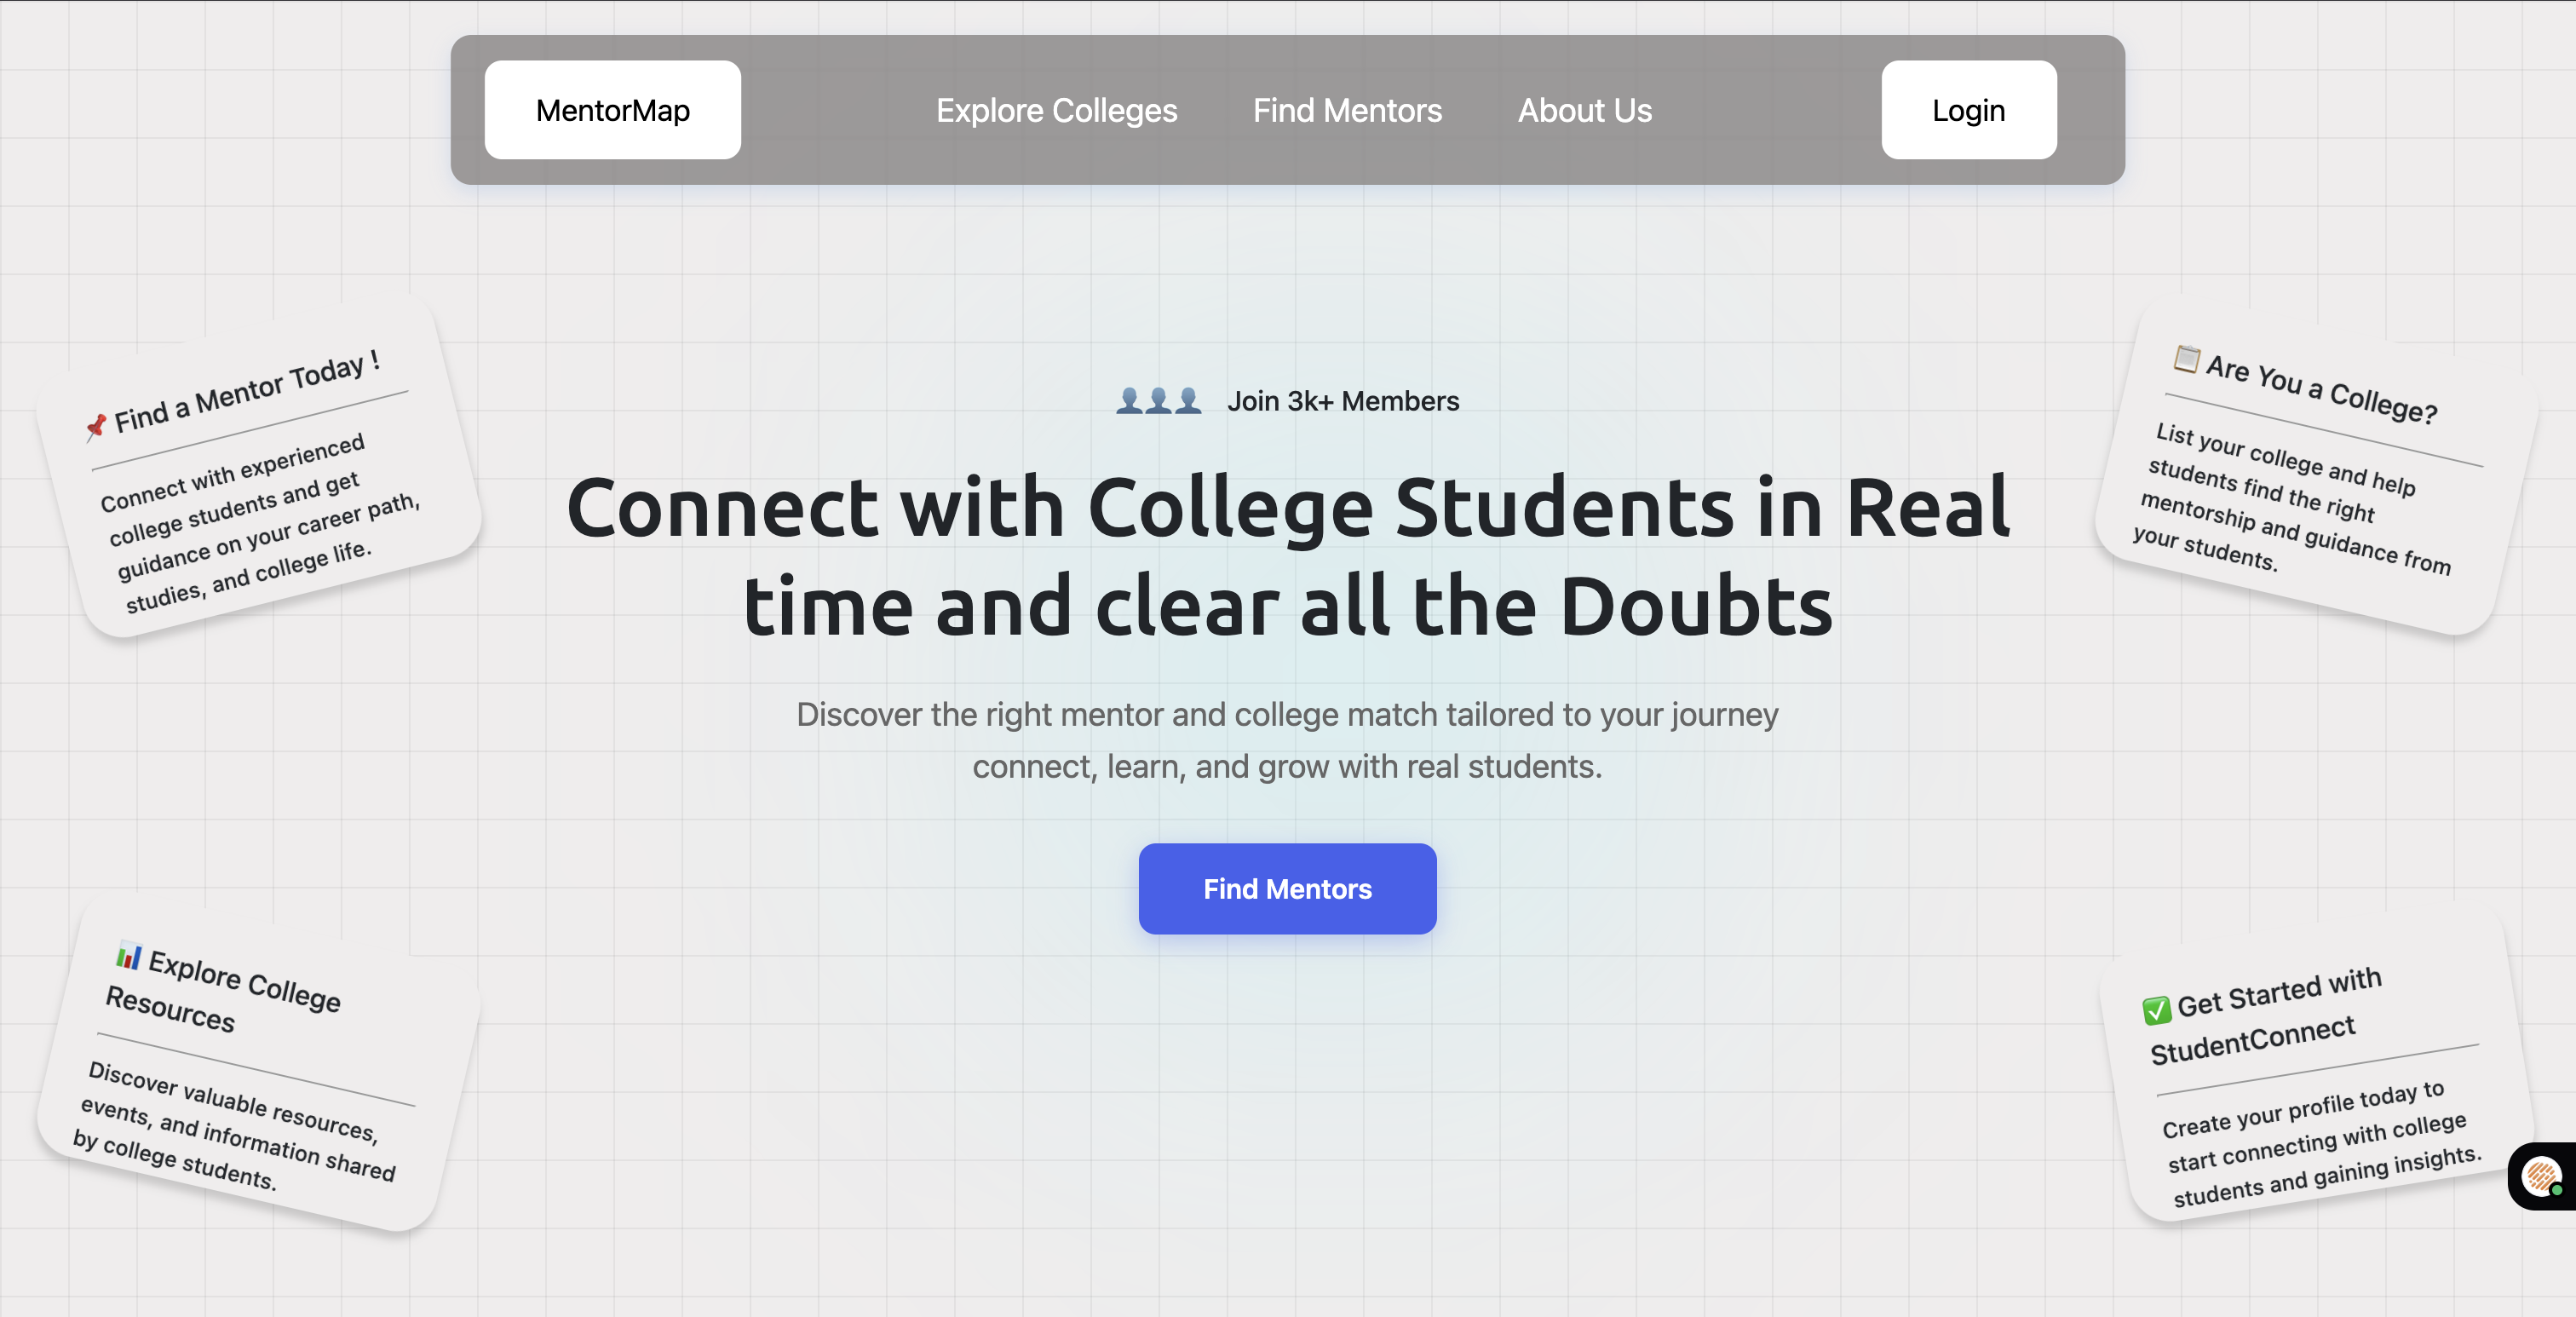 MentorMap
Explore Colleges
Find Mentors
About Us
Login
📌 Find a Mentor Today !
Connect with experienced
college students and get
guidance on your career path,
studies, and college life.
📋 Are You a College?
List your college and help
students find the right
mentorship and guidance from
your students.
👤👤👤 Join 3k+ Members
Connect with College Students in Real
time and clear all the Doubts
Discover the right mentor and college match tailored to your journey
connect, learn, and grow with real students.
Find Mentors
📊 Explore College
Resources
Discover valuable resources,
events, and information shared
by college students.
✅ Get Started with
StudentConnect
Create your profile today to
start connecting with college
students and gaining insights.